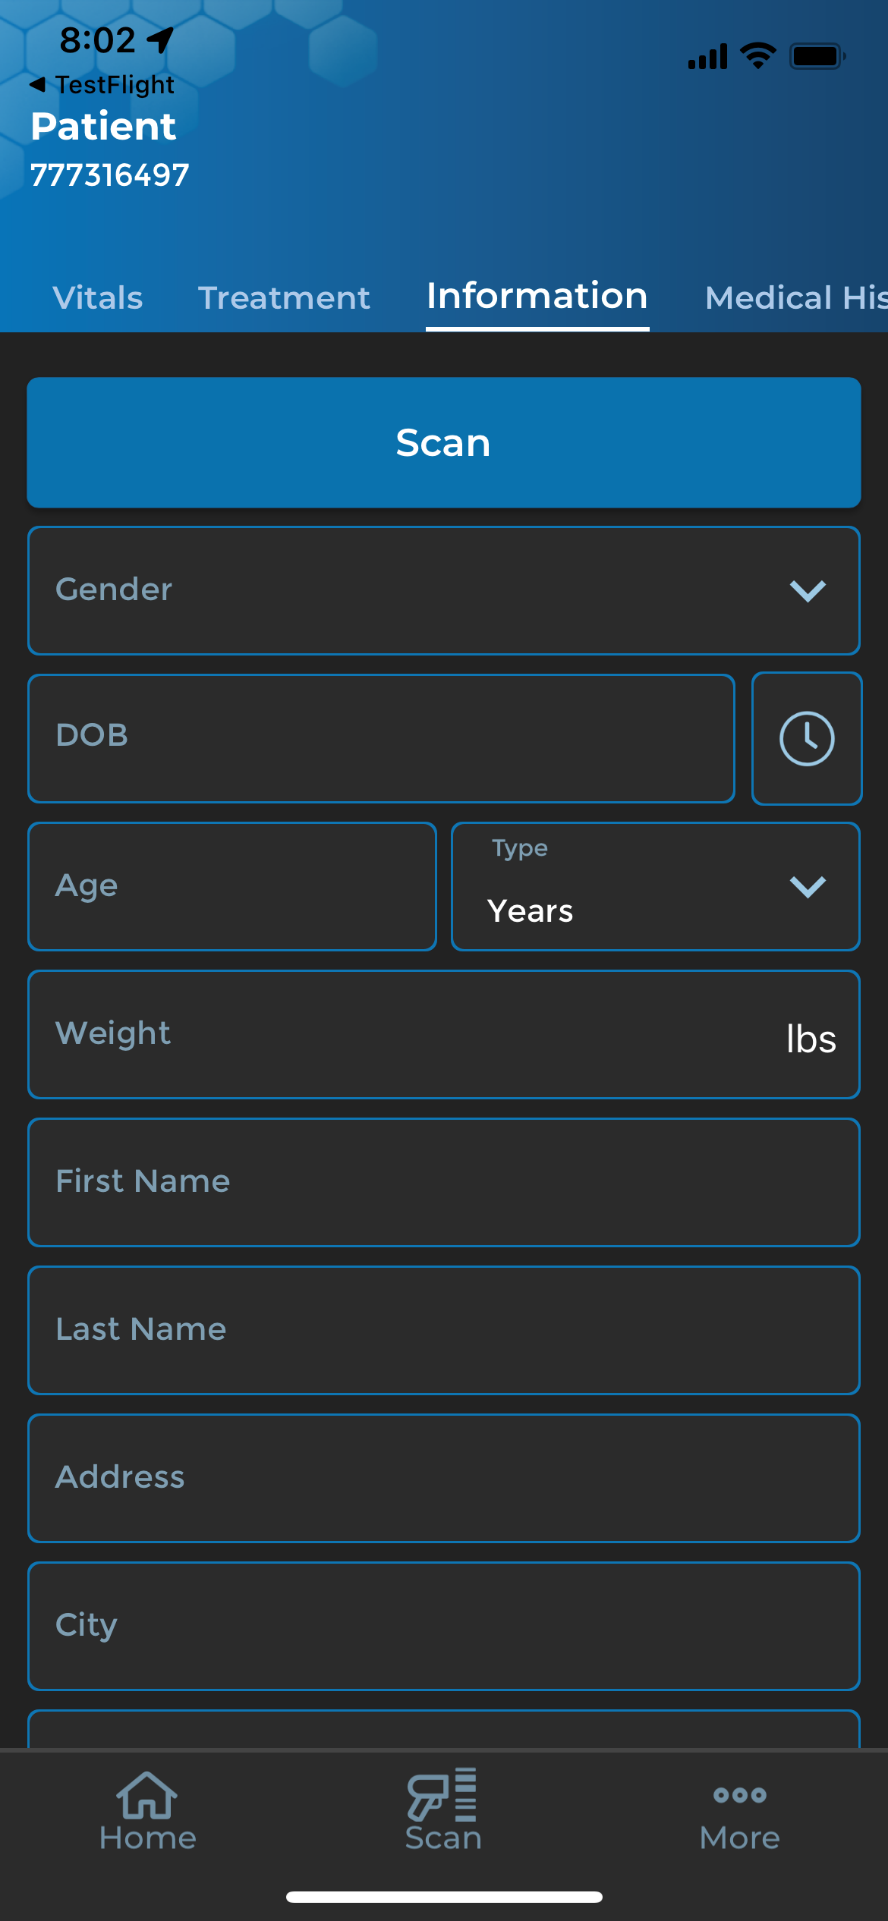 8:02
TestFlight
Patient
777316497
Vitals Treatment Information Medical His
Scan
Gender
DOB
Age
Type
Years
Weight lbs
First Name
Last Name
Address
City
Home Scan More